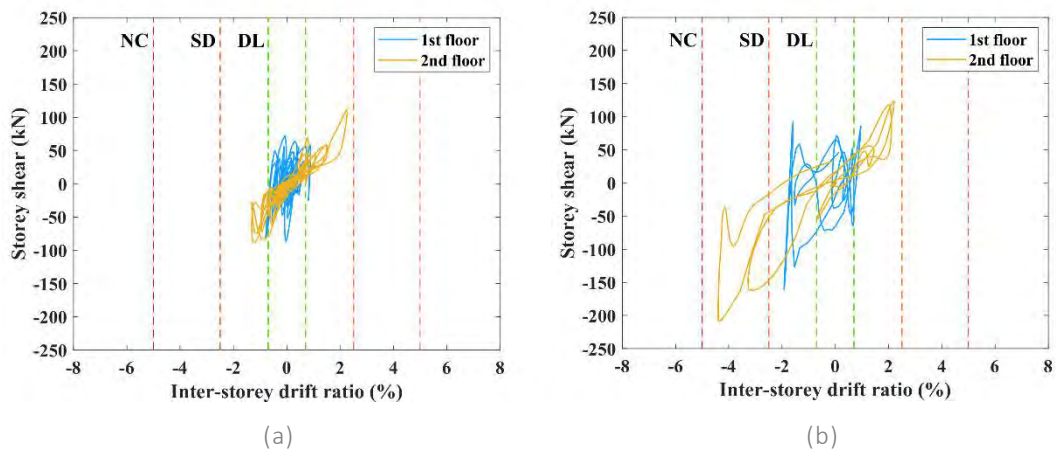 250
200
150
100
50
0
-50
-100
-150
-200
-250
-8 -6 -4 -2 0 2 4 6 8
Storey shear (kN)
Inter-storey drift ratio (%)
NC SD DL
1st floor
2nd floor
(a)
250
200
150
100
50
0
-50
-100
-150
-200
-250
-8 -6 -4 -2 0 2 4 6 8
Storey shear (kN)
Inter-storey drift ratio (%)
NC SD DL
1st floor
2nd floor
(b)